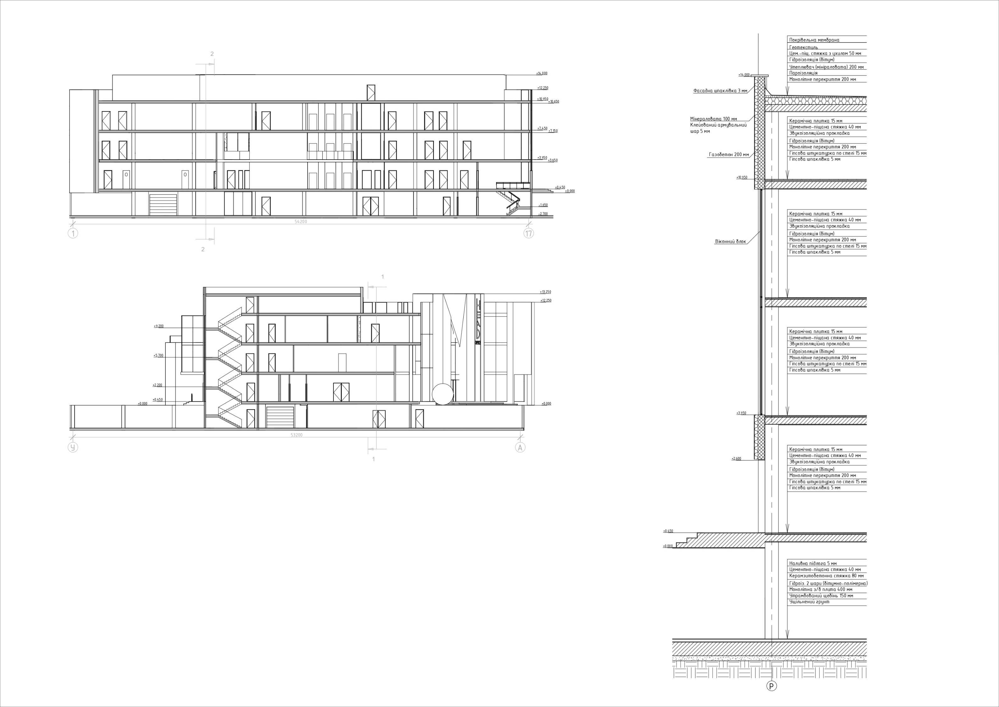 2
+14.000
+12.250
+10.950
+10.650
+7.450
+7.150
+3.950
+3.650
+0.450
+0.000
-1.650
-2.700
54200
1
17
2
1
+13.250
+12.250
+9.200
+5.700
+2.200
+0.450
+0.000
+0.000
OFFICE
53200
У
А
1
Покрівельна мембрана
Геотекстиль
Цем.-піщ. стяжка з ухилом 50 мм
Гідроізоляція (бітум)
Утеплювач (мініраловата) 200 мм
Пароізоляція
Монолітне перекриття 200 мм
+14.000
Фасадна шпаклівка 3 мм
Мінераловата 100 мм
Клейований армувальний
шар 5 мм
Газобетон 200 мм
Керамічна плитка 15 мм
Цементно-піщана стяжка 40 мм
Звукоізоляційна прокладка
Гідроізоляція (бітум)
Монолітне перекриття 200 мм
Гіпсова штукатурка по стелі 15 мм
Гіпсова шпаклівка 5 мм
+10.950
Керамічна плитка 15 мм
Цементно-піщана стяжка 40 мм
Звукоізоляційна прокладка
Гідроізоляція (бітум)
Монолітне перекриття 200 мм
Гіпсова штукатурка по стелі 15 мм
Гіпсова шпаклівка 5 мм
Віконний блок
Керамічна плитка 15 мм
Цементно-піщана стяжка 40 мм
Звукоізоляційна прокладка
Гідроізоляція (бітум)
Монолітне перекриття 200 мм
Гіпсова штукатурка по стелі 15 мм
Гіпсова шпаклівка 5 мм
+3.950
+2.600
Керамічна плитка 15 мм
Цементно-піщана стяжка 40 мм
Звукоізоляційна прокладка
Гідроізоляція (бітум)
Монолітне перекриття 200 мм
Гіпсова штукатурка по стелі 15 мм
Гіпсова шпаклівка 5 мм
+0.450
+0.000
Наливна підлога 5 мм
Цементно-піщана стяжка 40 мм
Керамзитобетонна стяжка 80 мм
Гідроіз. 2 шари (бітумно-полімерна)
Монолітна з/б плита 400 мм
Утрамбований щебінь 150 мм
Ущільнений грунт
Р